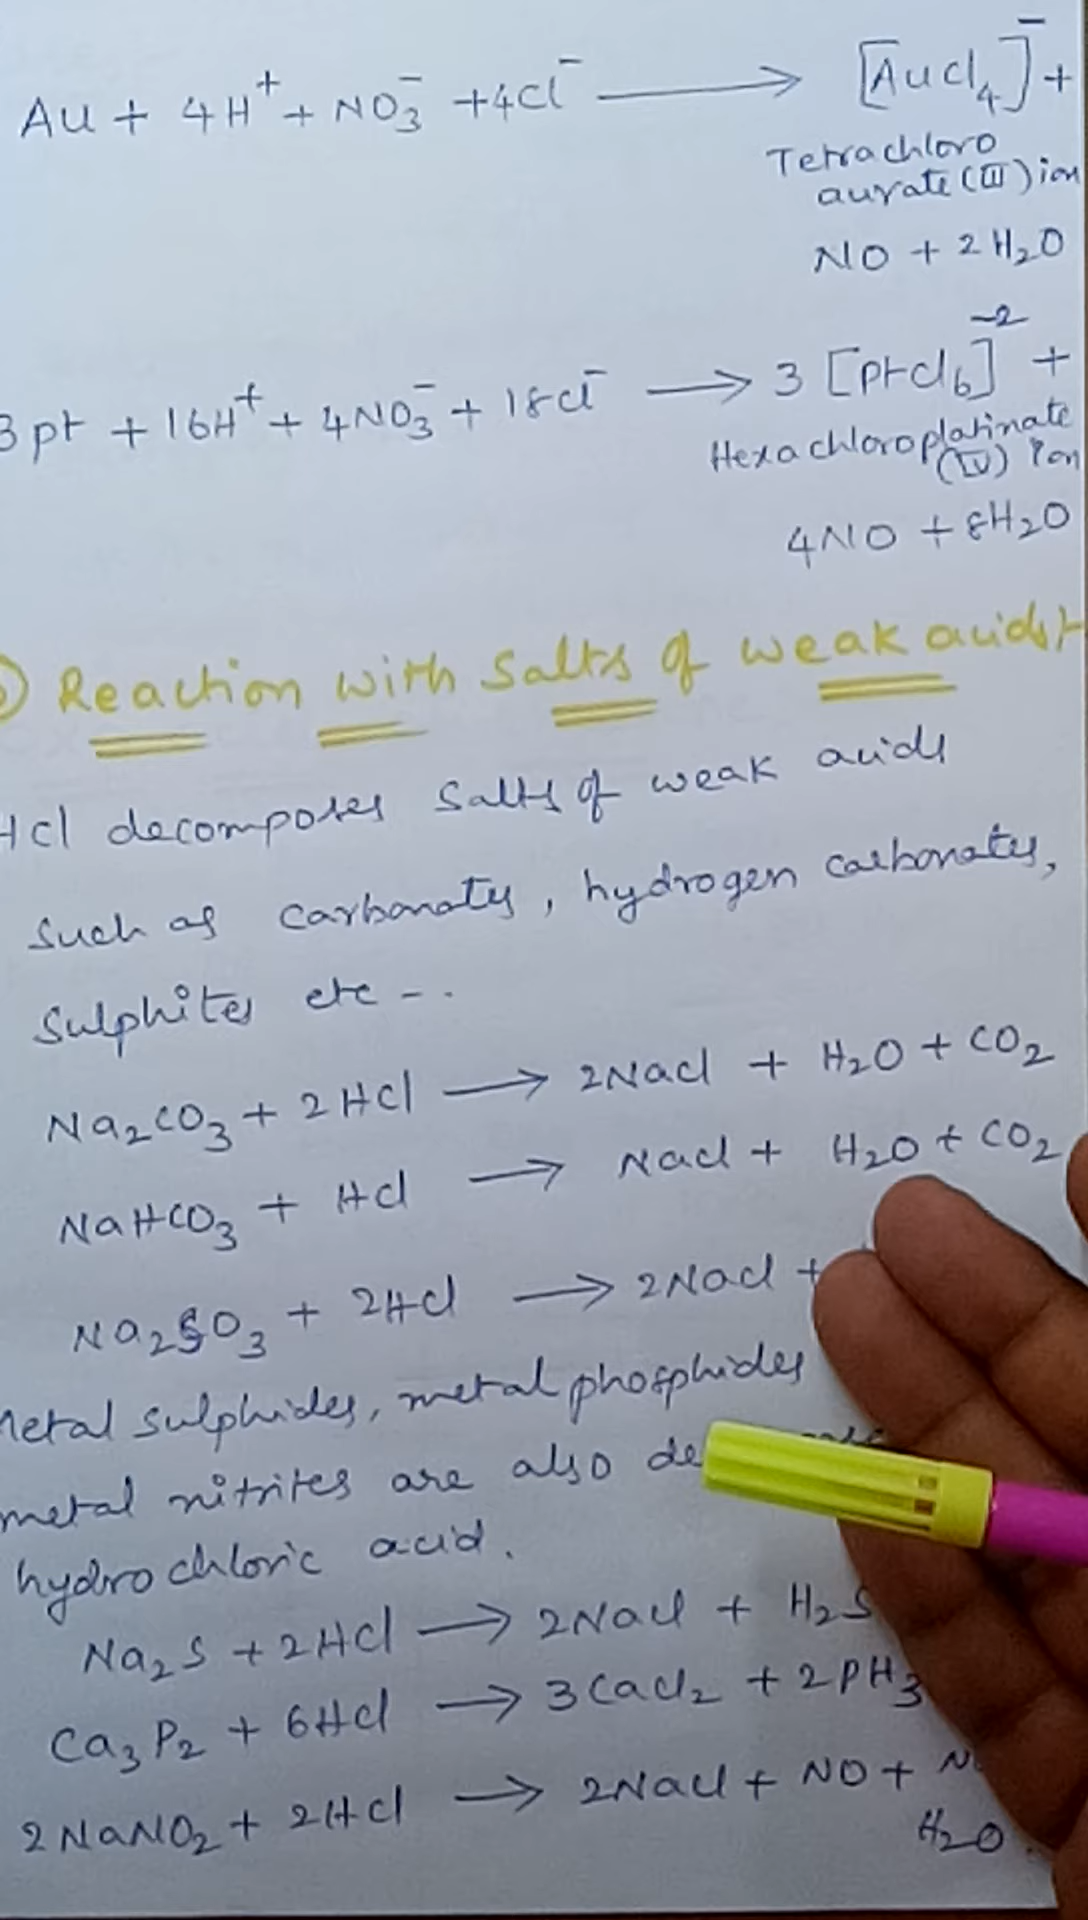 Au + 4H⁺ + NO₃⁻ + 4Cl⁻ ⟶ [AuCl₄]⁻ +
Tetrachloro
aurate (III) ion
NO + 2H₂O
3pt + 16H⁺ + 4NO₃⁻ + 18Cl⁻ ⟶ 3[PtCl₆]⁻² +
Hexachloroplatinate
(IV) ion
4NO + 8H₂O
Reaction with Salts of weak acids:-
HCl decomposes Salts of weak acids
Such as carbonates, hydrogen carbonates,
Sulphites etc - . .
Na₂CO₃ + 2HCl ⟶ 2NaCl + H₂O + CO₂
NaHCO₃ + HCl ⟶ NaCl + H₂O + CO₂
Na₂SO₃ + 2HCl ⟶ 2NaCl +
Metal sulphides, metal phosphides
metal nitrites are also
hydrochloric acid.
Na₂S + 2HCl ⟶ 2NaCl + H₂S
Ca₃P₂ + 6HCl ⟶ 3CaCl₂ + 2PH₃
2NaNO₂ + 2HCl ⟶ 2NaCl + NO +
H₂O.